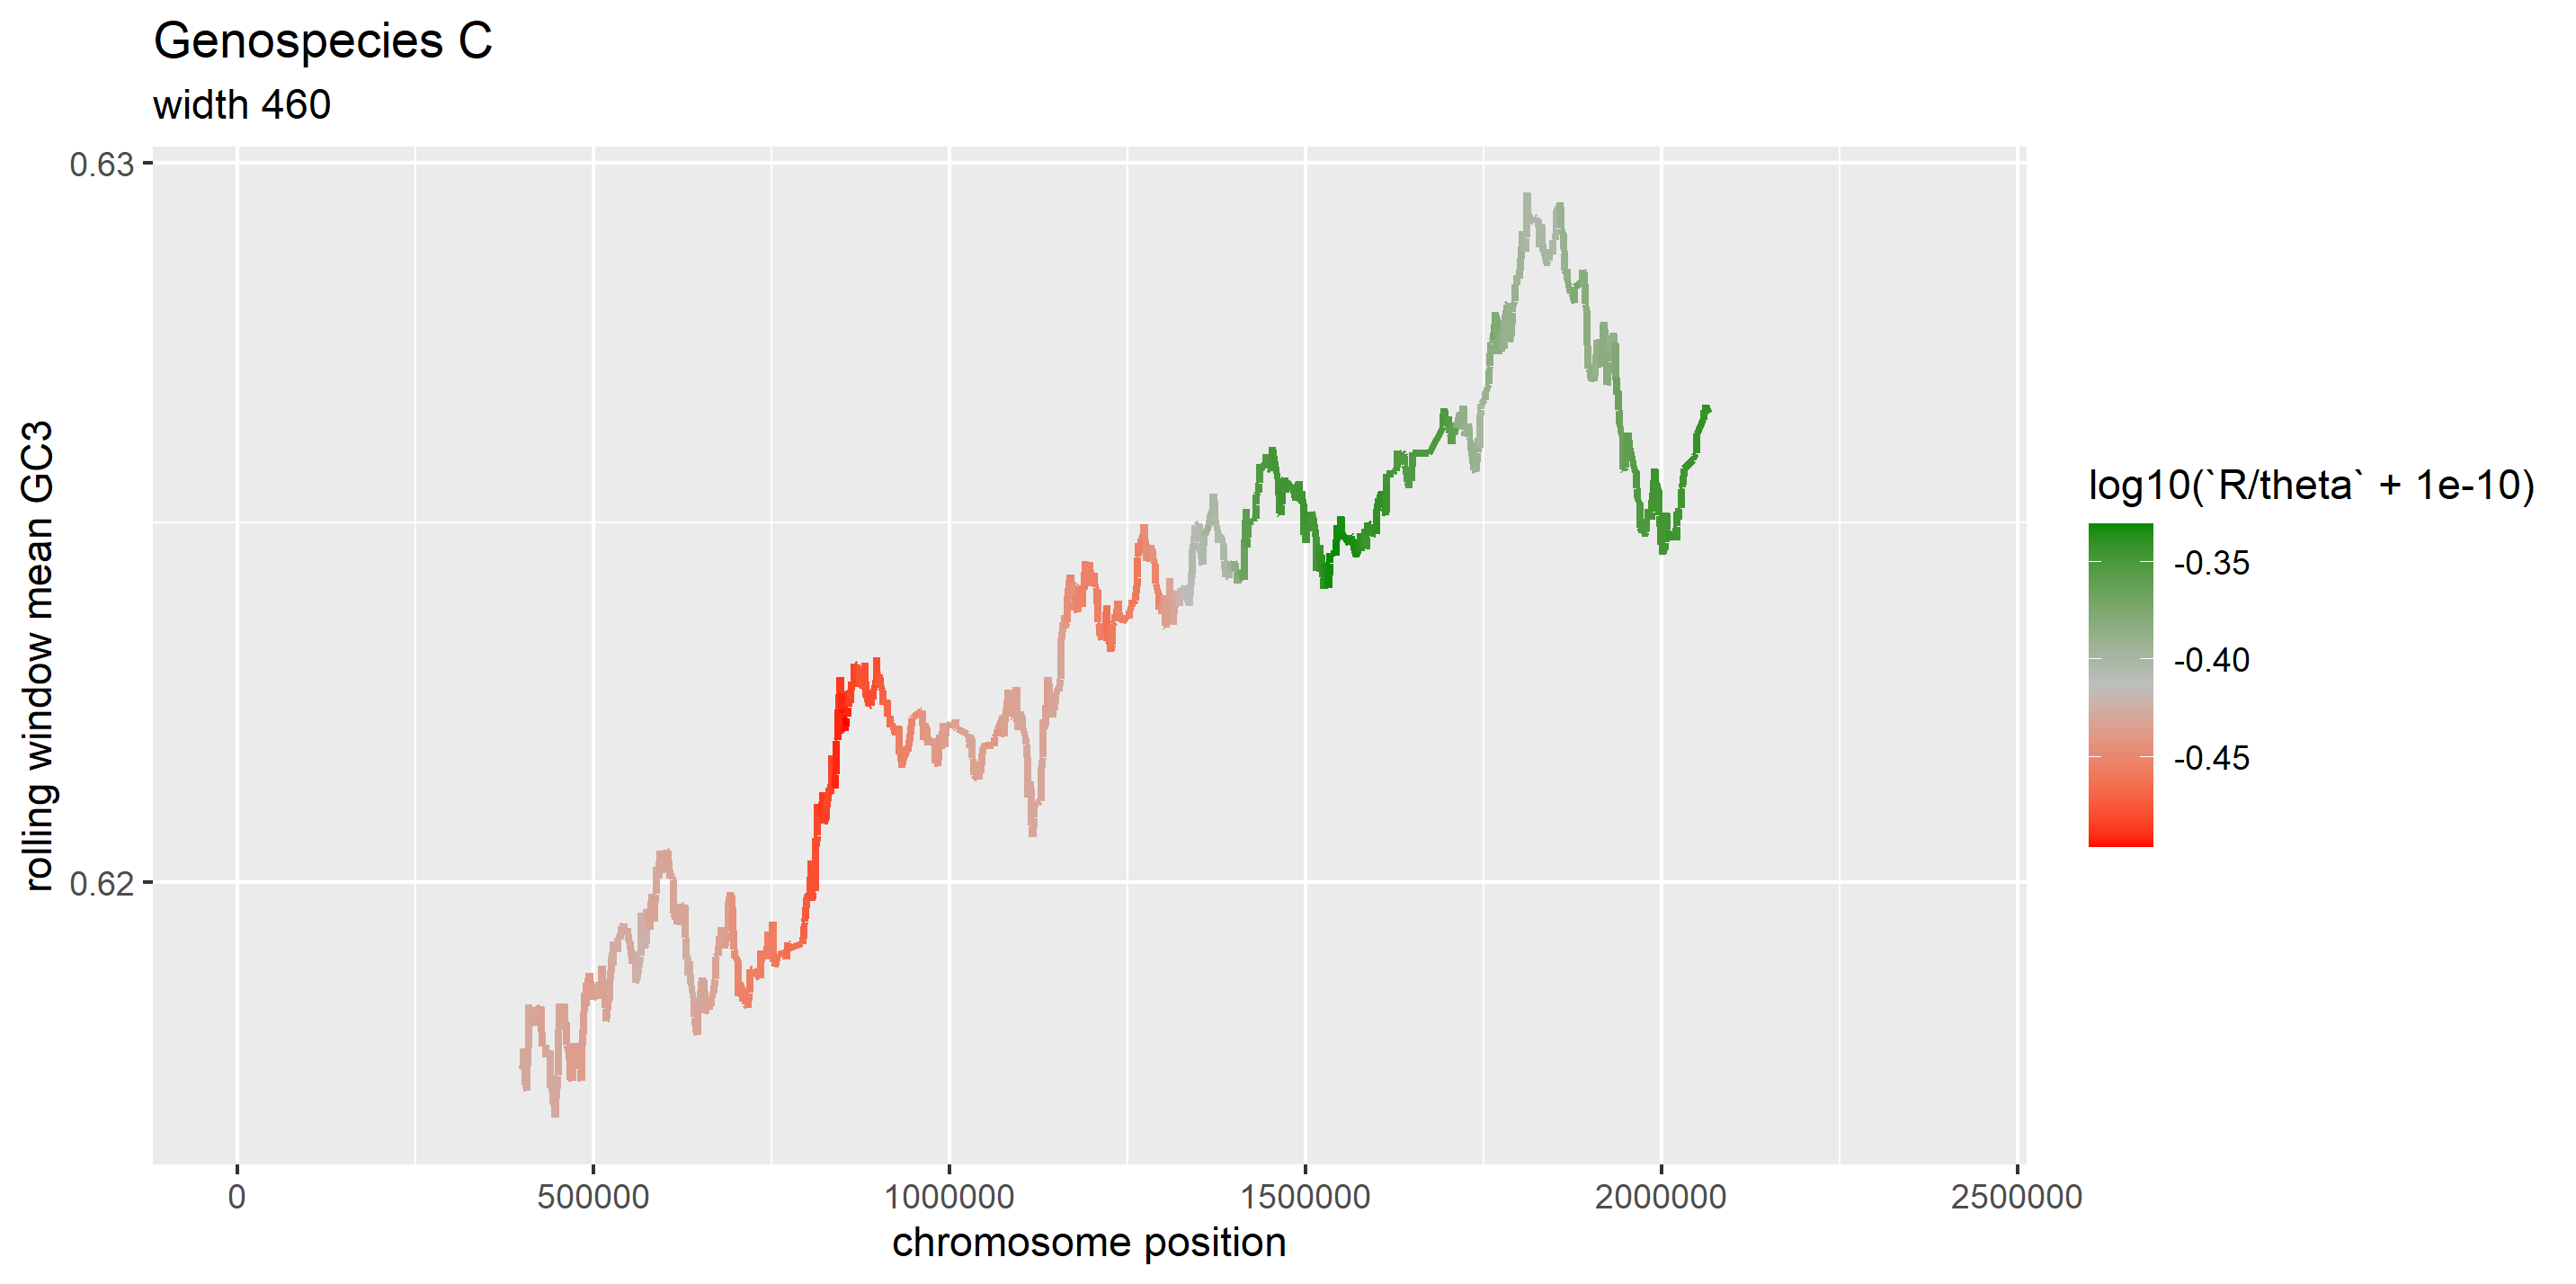 Genospecies C
width 460
0.63
0.62
rolling window mean GC3
0
500000
1000000
1500000
2000000
2500000
chromosome position
log10(`R/theta` + 1e-10)
-0.35
-0.40
-0.45